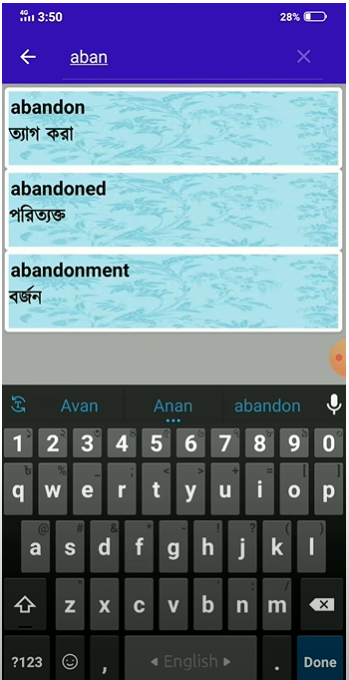 4G 3:50 28%
aban
abandon
ত্যাগ করা
abandoned
পরিত্যক্ত
abandonment
বর্জন
Avan Anan abandon
1 2 3 4 5 6 7 8 9 0
q w e r t y u i o p
a s d f g h j k l
z x c v b n m
?123 , English . Done